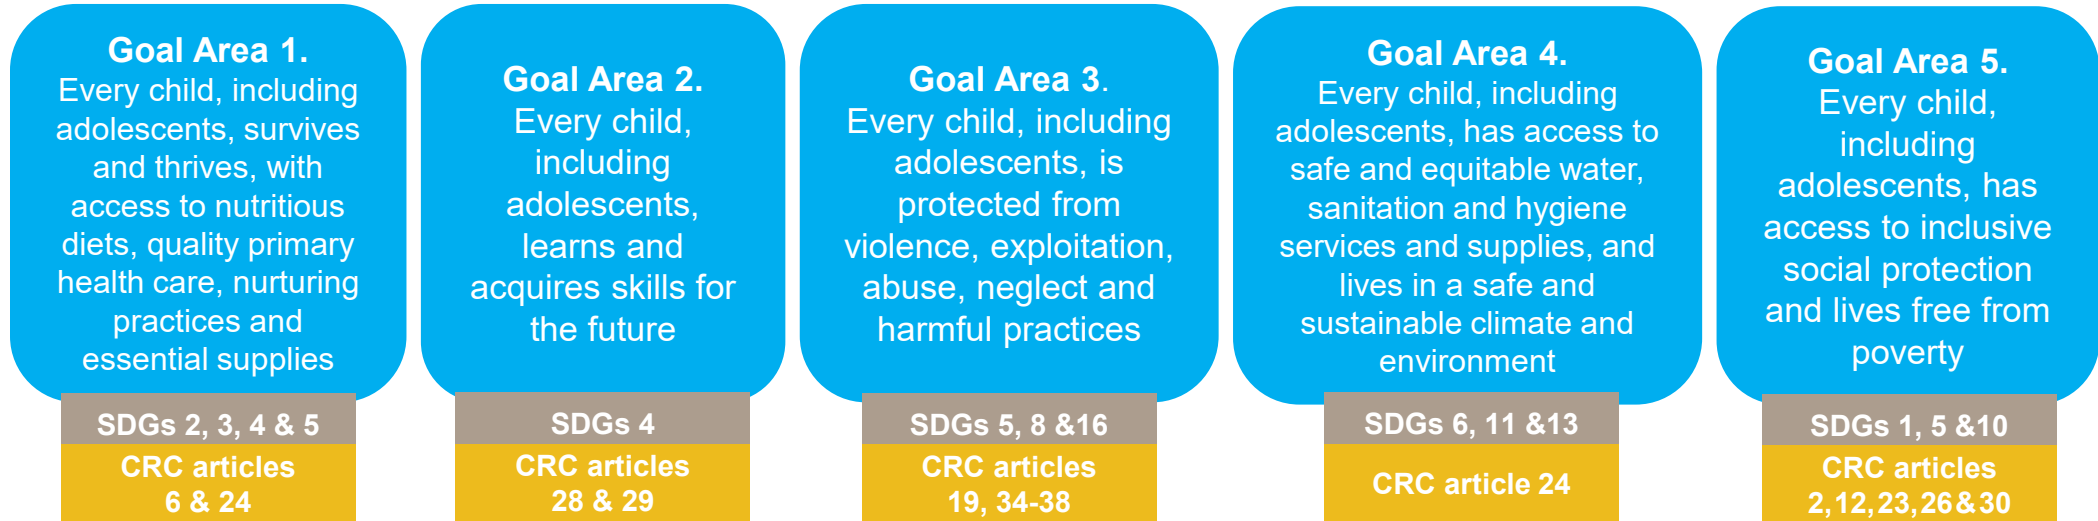 Goal Area 1.
Every child, including
adolescents, survives
and thrives, with
access to nutritious
diets, quality primary
health care, nurturing
practices and
essential supplies
SDGs 2, 3, 4 & 5
CRC articles
6 & 24
Goal Area 2.
Every child,
including
adolescents,
learns and
acquires skills for
the future
SDGs 4
CRC articles
28 & 29
Goal Area 3.
Every child, including
adolescents, is
protected from
violence, exploitation,
abuse, neglect and
harmful practices
SDGs 5, 8 &16
CRC articles
19, 34-38
Goal Area 4.
Every child, including
adolescents, has access to
safe and equitable water,
sanitation and hygiene
services and supplies, and
lives in a safe and
sustainable climate and
environment
SDGs 6, 11 &13
CRC article 24
Goal Area 5.
Every child,
including
adolescents, has
access to inclusive
social protection
and lives free from
poverty
SDGs 1, 5 &10
CRC articles
2,12,23,26&30